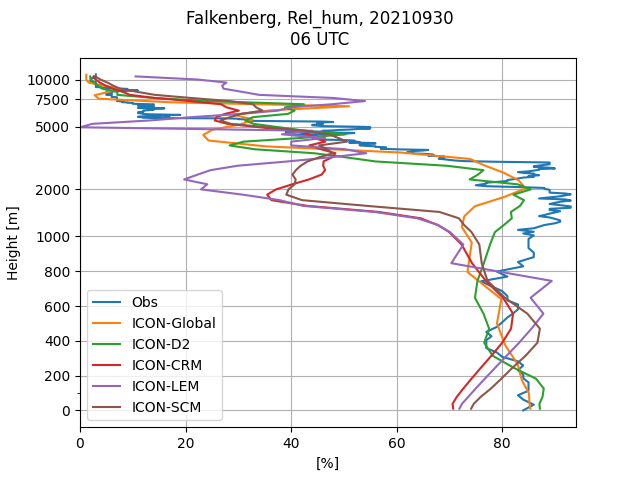 Falkenberg, Rel_hum, 20210930
06 UTC
10000
7500
5000
2000
1000
800
600
400
200
0
Height [m]
Obs
ICON-Global
ICON-D2
ICON-CRM
ICON-LEM
ICON-SCM
0 20 40 60 80
[%]